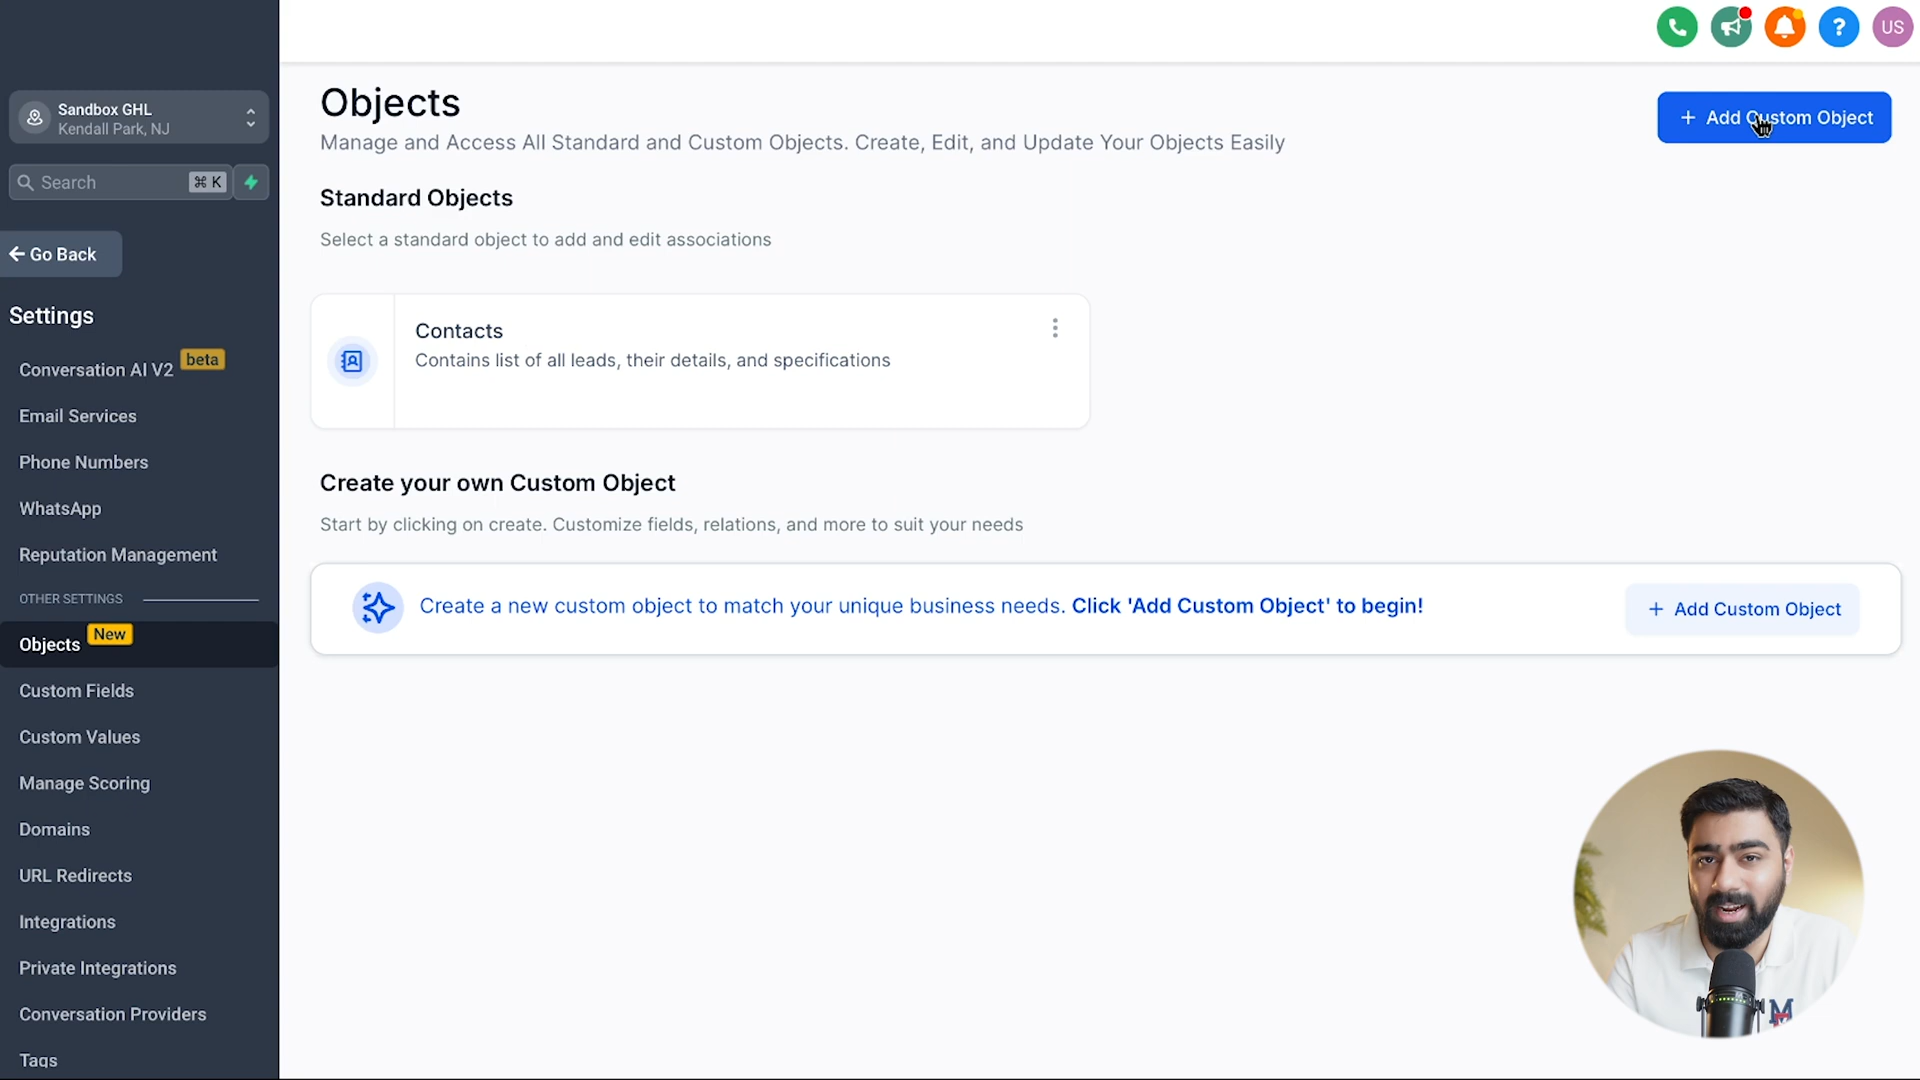 US
Sandbox GHL
Kendall Park, NJ
Search
⌘ K
Go Back
Settings
Conversation AI V2
beta
Email Services
Phone Numbers
WhatsApp
Reputation Management
OTHER SETTINGS
Objects
New
Custom Fields
Custom Values
Manage Scoring
Domains
URL Redirects
Integrations
Private Integrations
Conversation Providers
Tags
Objects
Manage and Access All Standard and Custom Objects. Create, Edit, and Update Your Objects Easily
+ Add Custom Object
Standard Objects
Select a standard object to add and edit associations
Contacts
Contains list of all leads, their details, and specifications
Create your own Custom Object
Start by clicking on create. Customize fields, relations, and more to suit your needs
Create a new custom object to match your unique business needs. Click 'Add Custom Object' to begin!
+ Add Custom Object
M